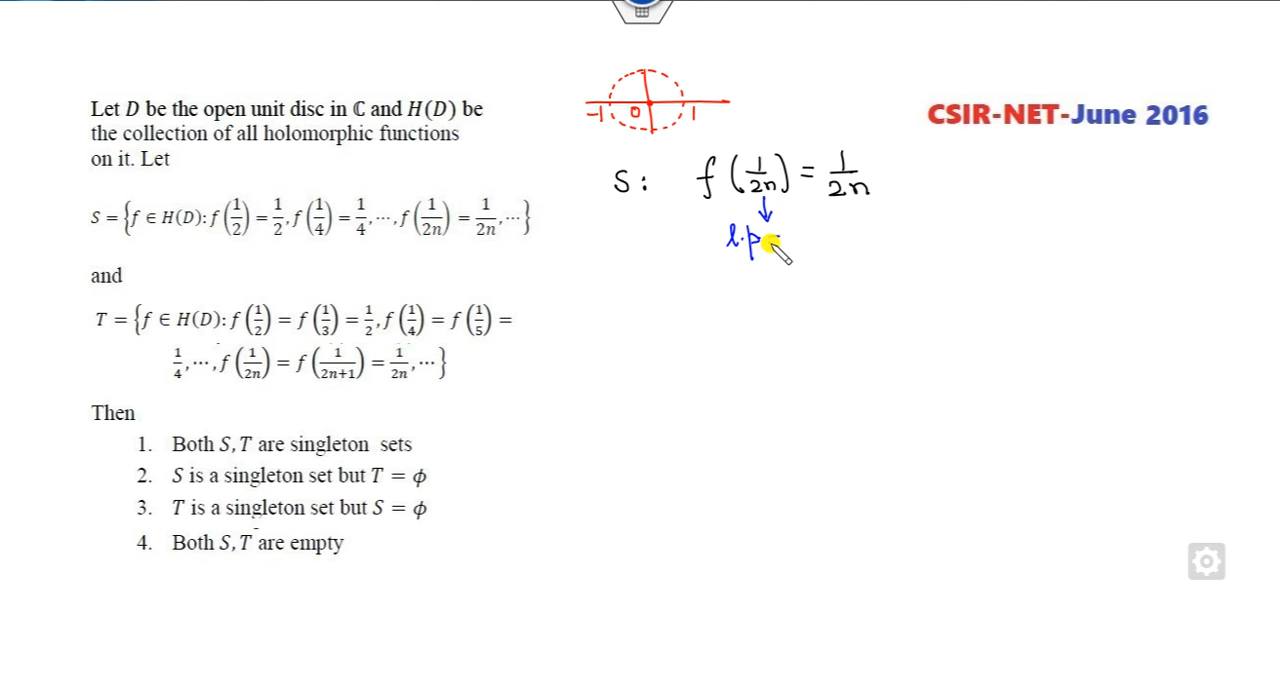 Let D be the open unit disc in ℂ and H(D) be
the collection of all holomorphic functions
on it. Let
S = {f ∈ H(D): f(1/2) = 1/2, f(1/4) = 1/4, ⋯, f(1/2n) = 1/2n, ⋯}
and
T = {f ∈ H(D): f(1/2) = f(1/3) = 1/2, f(1/4) = f(1/5) =
1/4, ⋯, f(1/2n) = f(1/2n+1) = 1/2n, ⋯}
Then
1. Both S, T are singleton sets
2. S is a singleton set but T = ϕ
3. T is a singleton set but S = ϕ
4. Both S, T are empty
-1 0 1
S: f(1/2n) = 1/2n
l.p
CSIR-NET-June 2016